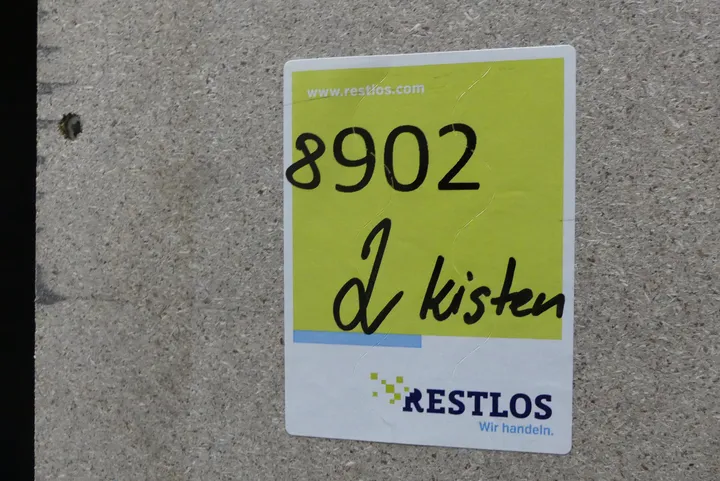 www.restlos.com
8902
2 kisten
RESTLOS
Wir handeln.